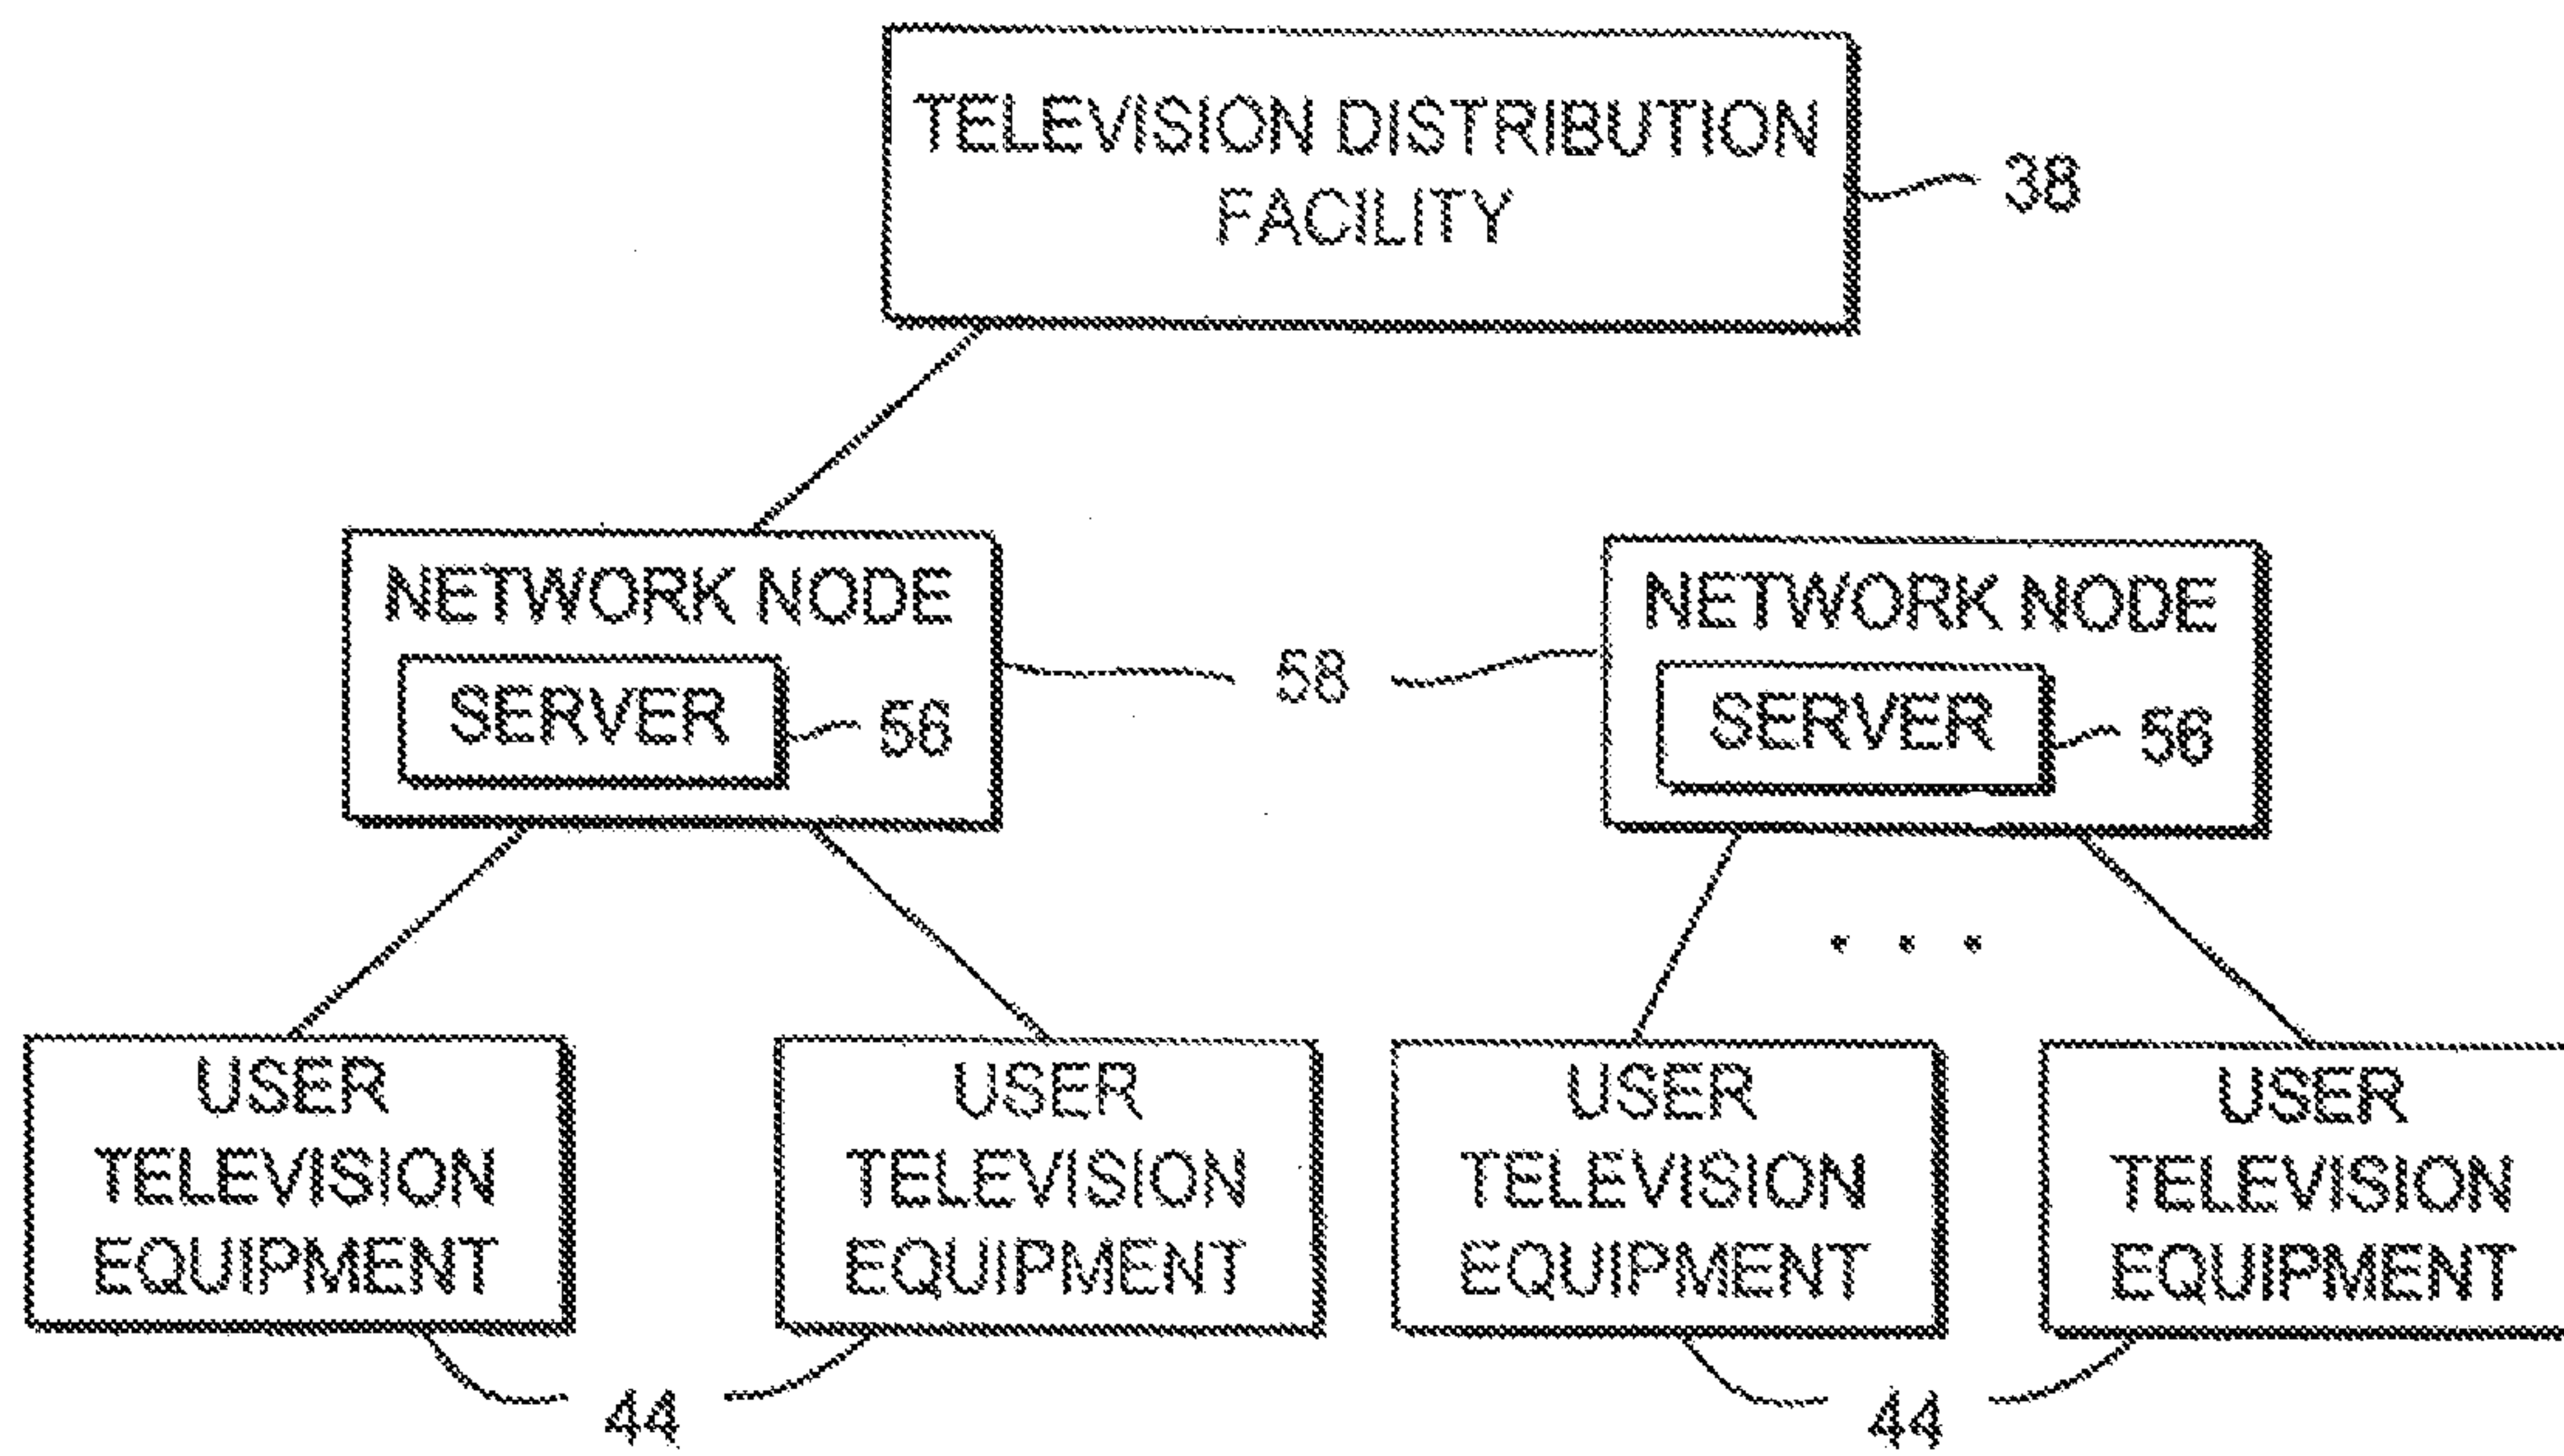 TELEVISION DISTRIBUTION
FACILITY
38
NETWORK NODE
SERVER
56
58
NETWORK NODE
SERVER
56
USER
TELEVISION
EQUIPMENT
USER
TELEVISION
EQUIPMENT
44
. . .
USER
TELEVISION
EQUIPMENT
USER
TELEVISION
EQUIPMENT
44